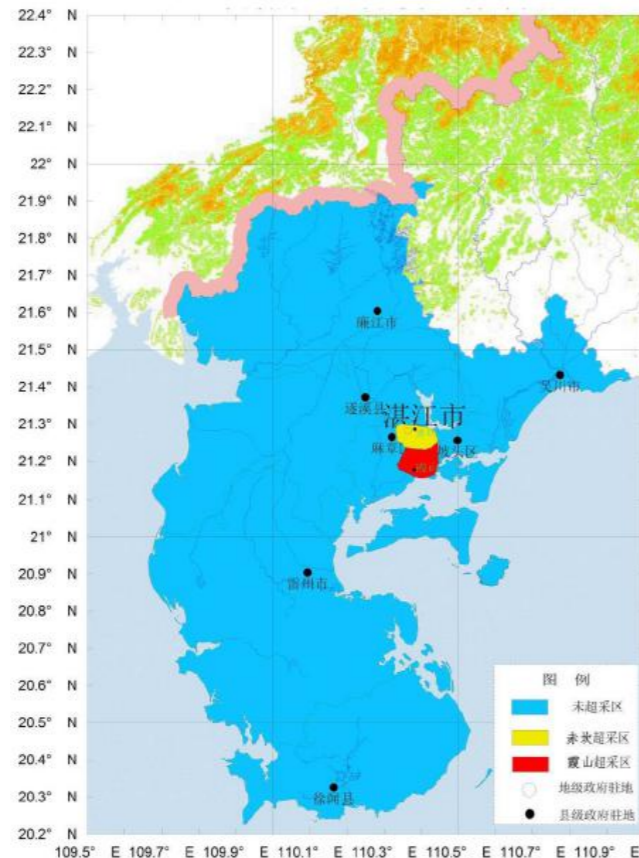 22.4° N
22.3° N
22.2° N
22.1° N
22° N
21.9° N
21.8° N
21.7° N
21.6° N
21.5° N
21.4° N
21.3° N
21.2° N
21.1° N
21° N
20.9° N
20.8° N
20.7° N
20.6° N
20.5° N
20.4° N
20.3° N
20.2° N
廉江市
吴川市
遂溪县
湛江市
麻章
坡头区
雷州市
徐闻县
图 例
未超采区
赤坎超采区
霞山超采区
地级政府驻地
县级政府驻地
109.5° E 109.7° E 109.9° E 110.1° E 110.3° E 110.5° E 110.7° E 110.9° E